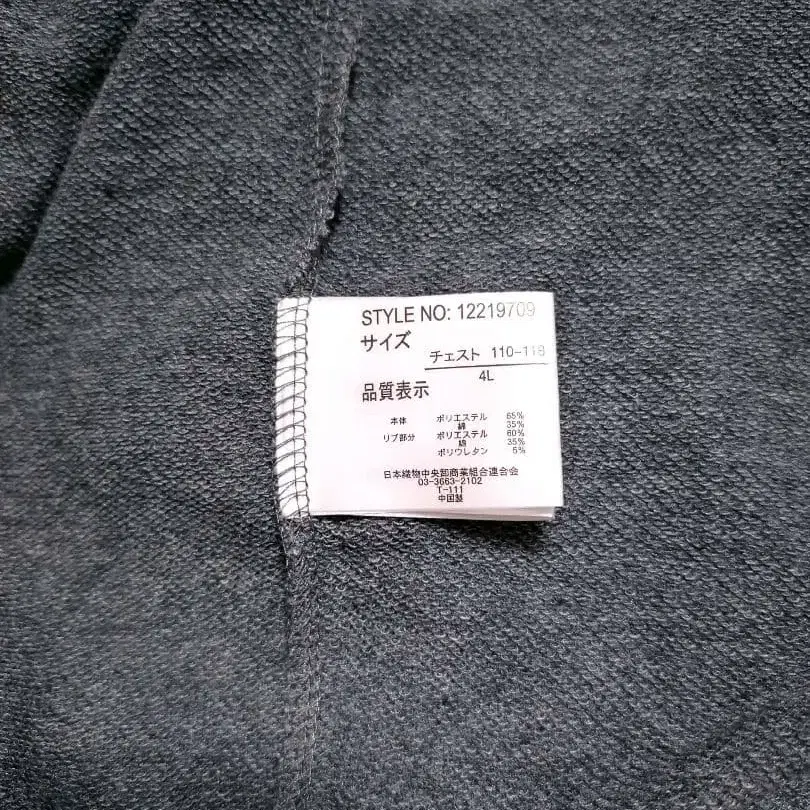 STYLE NO: 12219709
サイズ
チェスト 110-118
4L
品質表示
本体 ポリエステル 65%
綿 35%
リブ部分 ポリエステル 60%
綿 35%
ポリウレタン 5%
日本織物中央卸商業組合連合会
03-3663-2102
T-111
中国製